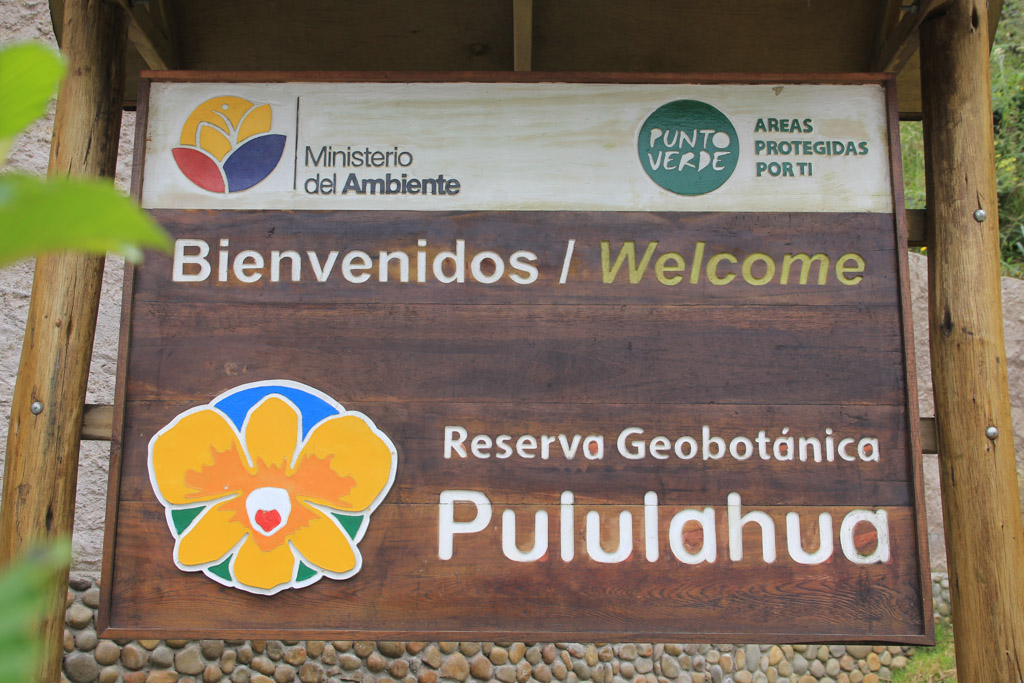 Ministerio
del Ambiente
PUNTO
VERDE
AREAS
PROTEGIDAS
POR TI
Bienvenidos / Welcome
Reserva Geobotánica
Pululahua